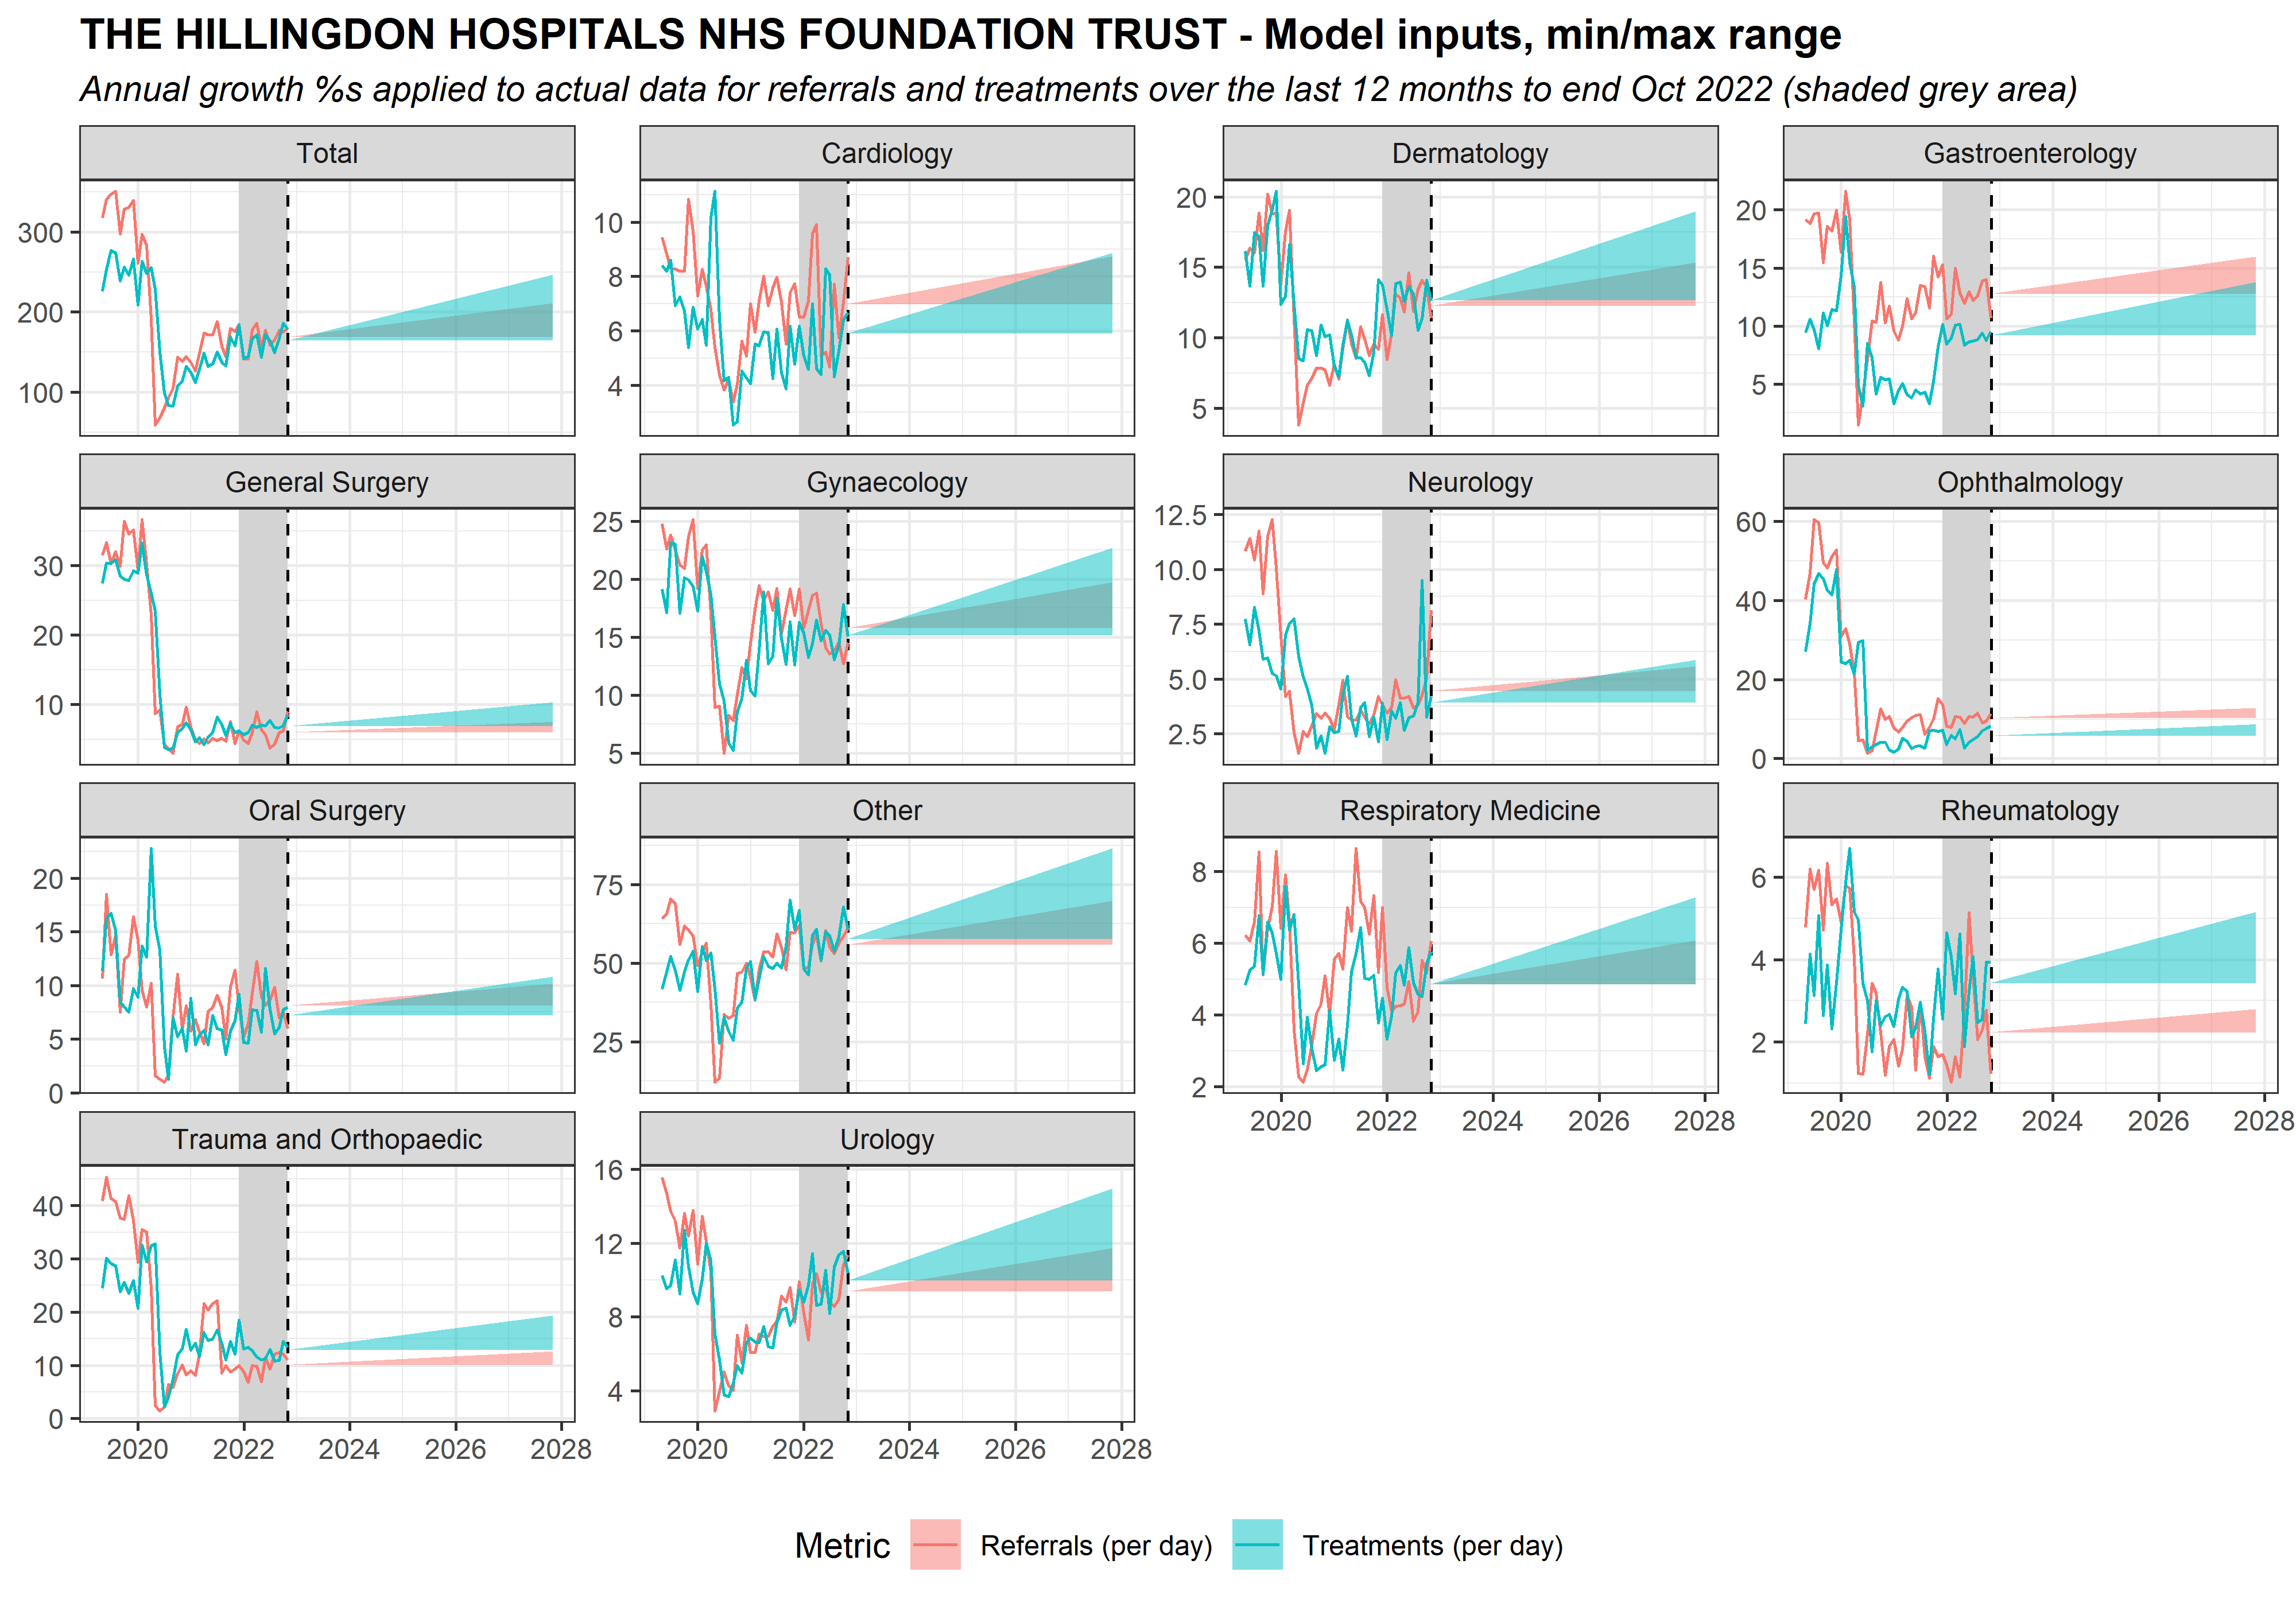 THE HILLINGDON HOSPITALS NHS FOUNDATION TRUST - Model inputs, min/max range
Annual growth %s applied to actual data for referrals and treatments over the last 12 months to end Oct 2022 (shaded grey area)
Total
Cardiology
Dermatology
Gastroenterology
300
200
100
10
8
6
4
20
15
10
5
20
15
10
5
General Surgery
Gynaecology
Neurology
Ophthalmology
30
20
10
25
20
15
10
5
12.5
10.0
7.5
5.0
2.5
60
40
20
0
Oral Surgery
Other
Respiratory Medicine
Rheumatology
20
15
10
5
0
75
50
25
8
6
4
2
6
4
2
2020 2022 2024 2026 2028
2020 2022 2024 2026 2028
Trauma and Orthopaedic
Urology
40
30
20
10
0
16
12
8
4
2020 2022 2024 2026 2028
2020 2022 2024 2026 2028
Metric Referrals (per day) Treatments (per day)